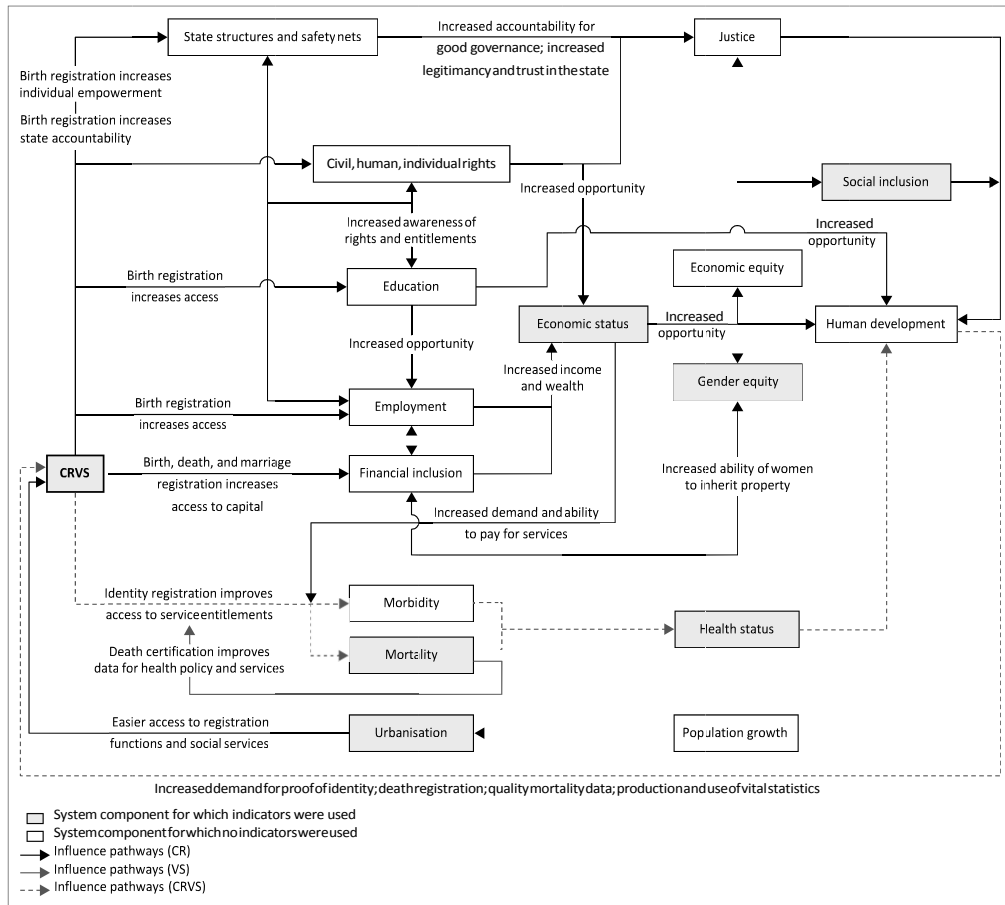 State structures and safety nets
Increased accountability for
good governance; increased
legitimancy and trust in the state
Justice
Birth registration increases
individual empowerment
Birth registration increases
state accountability
Civil, human, individual rights
Increased opportunity
Social inclusion
Increased awareness of
rights and entitlements
Increased
opportunity
Birth registration
increases access
Education
Economic equity
Economic status
Increased
opportunity
Human development
Increased opportunity
Increased income
and wealth
Gender equity
Birth registration
increases access
Employment
CRVS
Birth, death, and marriage
registration increases
access to capital
Financial inclusion
Increased ability of women
to inherit property
Increased demand and ability
to pay for services
Identity registration improves
access to service entitlements
Morbidity
Health status
Death certification improves
data for health policy and services
Mortality
Easier access to registration
functions and social services
Urbanisation
Population growth
Increased demand for proof of identity; death registration; quality mortality data; production and use of vital statistics
System component for which indicators were used
System component for which no indicators were used
Influence pathways (CR)
Influence pathways (VS)
Influence pathways (CRVS)